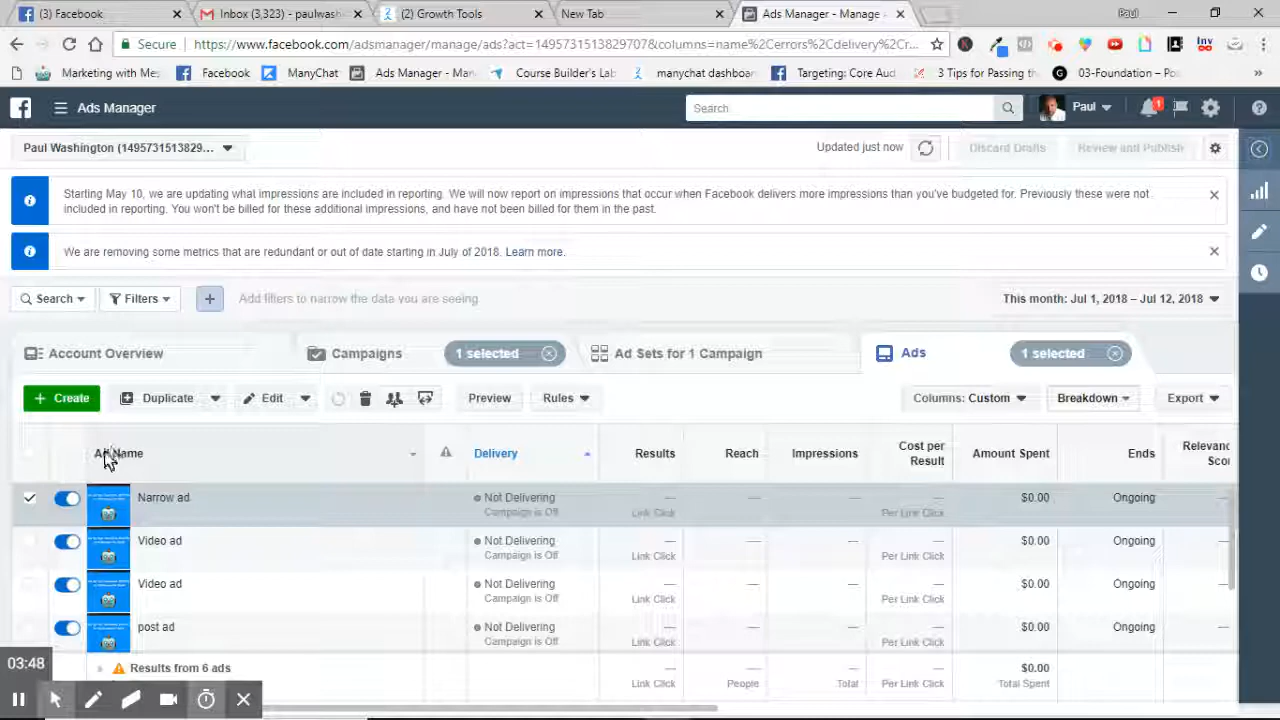 (3) Facebook
Inbox (3,323) - paulwash
(2) Growth Tools
New Tab
Ads Manager - Manage
Paul
Secure
https://www.facebook.com/adsmanager/manage/ads?act=1495731513829707&columns=name%2Cerrors%2Cdelivery%2Cr...
Marketing with Me
Facebook
ManyChat
Ads Manager - Man
Course Builder's La
manychat dashboa
Targeting: Core Aud
3 Tips for Passing th
03-Foundation – Po
»
Ads Manager
Search
Paul
1
Paul Washington (1495731513829...
Updated just now
Discard Drafts
Review and Publish
Starting May 10, we are updating what impressions are included in reporting. We will now report on impressions that occur when Facebook delivers more impressions than you've budgeted for. Previously these were not
included in reporting. You won't be billed for these additional impressions, and have not been billed for them in the past.
We are removing some metrics that are redundant or out of date starting in July of 2018. Learn more.
Search
Filters
Add filters to narrow the data you are seeing
This month: Jul 1, 2018 – Jul 12, 2018
Account Overview
Campaigns
1 selected
Ad Sets for 1 Campaign
Ads
1 selected
+ Create
Duplicate
Edit
Preview
Rules
Columns: Custom
Breakdown
Export
Ad Name
Delivery
Results
Reach
Impressions
Cost per
Result
Amount Spent
Ends
Relevanc
Scor
Narrow ad
Not Delivering
Campaign is Off
—
Link Click
—
—
—
Per Link Click
$0.00
Ongoing
—
Video ad
Not Delivering
Campaign is Off
—
Link Click
—
—
—
Per Link Click
$0.00
Ongoing
—
Video ad
Not Delivering
Campaign is Off
—
Link Click
—
—
—
Per Link Click
$0.00
Ongoing
—
post ad
Not Delivering
Campaign is Off
—
Link Click
—
—
—
Per Link Click
$0.00
Ongoing
—
Results from 6 ads
—
Link Click
—
People
—
Total
—
Per Link Click
$0.00
Total Spent
03:48